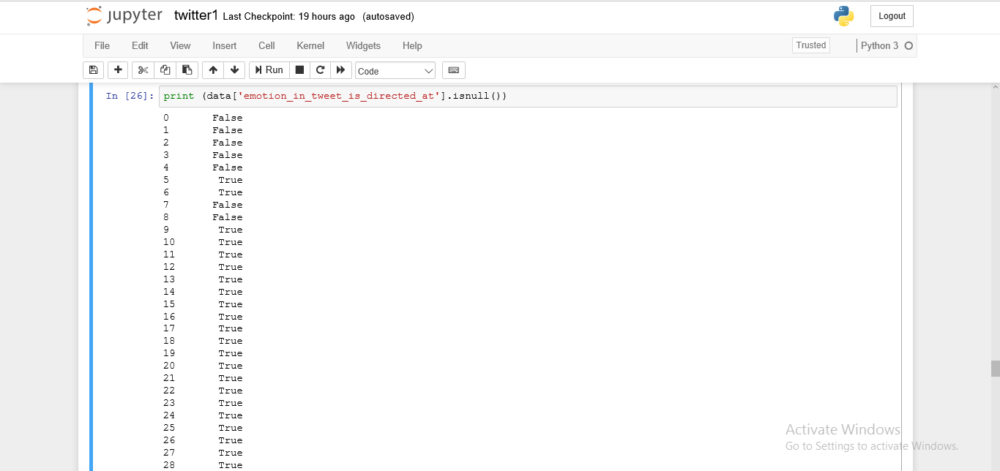 jupyter twitter1 Last Checkpoint: 19 hours ago (autosaved) Logout
File Edit View Insert Cell Kernel Widgets Help Trusted Python 3
Run Code
In [26]: print (data['emotion_in_tweet_is_directed_at'].isnull())
0 False
1 False
2 False
3 False
4 False
5 True
6 True
7 False
8 False
9 True
10 True
11 True
12 True
13 True
14 True
15 True
16 True
17 True
18 True
19 True
20 True
21 True
22 True
23 True
24 True
25 True
26 True
27 True
28 True
Activate Windows
Go to Settings to activate Windows.